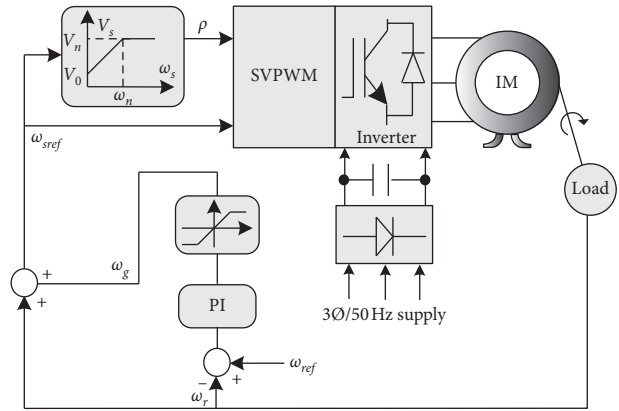 V_n
V_s
V_0
ω_s
ω_n
ρ
SVPWM
Inverter
IM
ω_sref
Load
ω_g
+
+
PI
3Ø/50 Hz supply
ω_ref
−
+
ω_r